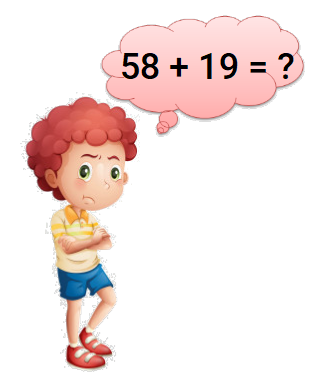 58 + 19 = ?